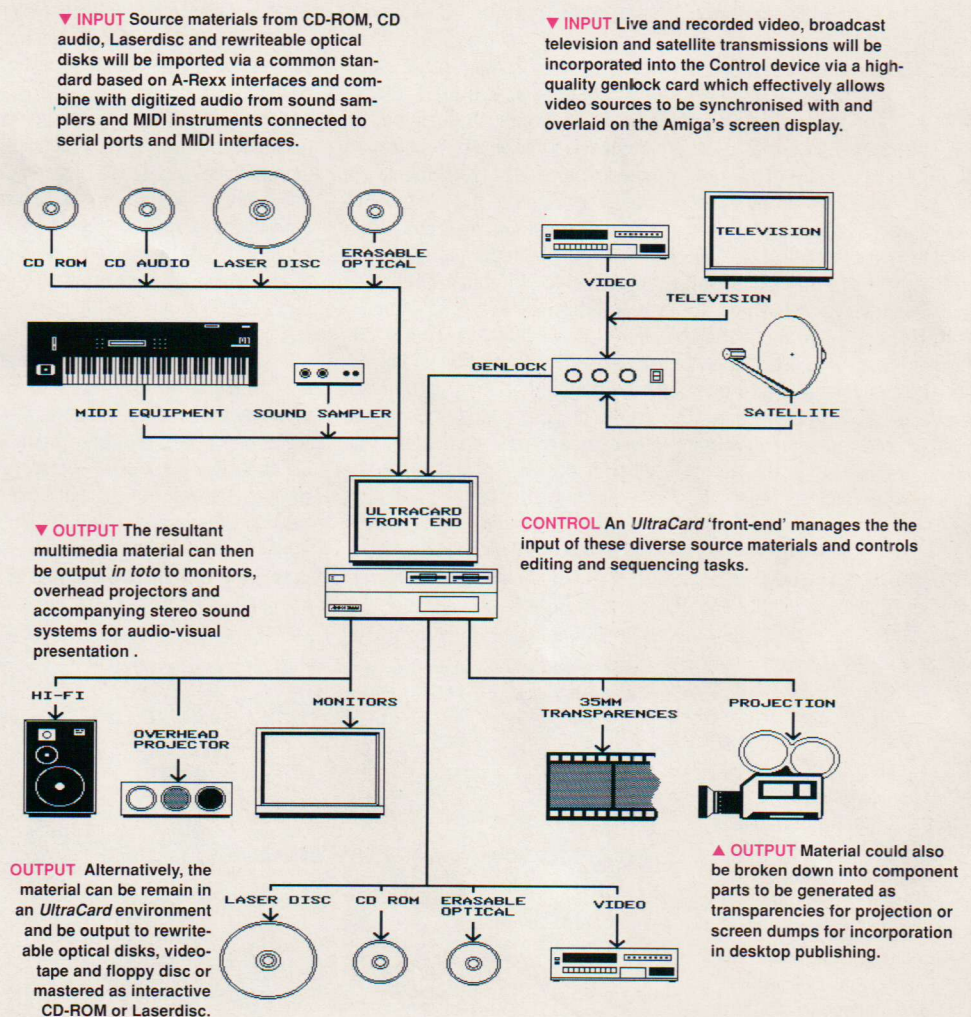 ▼ INPUT Source materials from CD-ROM, CD
audio, Laserdisc and rewriteable optical
disks will be imported via a common stan-
dard based on A-Rexx interfaces and com-
bine with digitized audio from sound sam-
plers and MIDI instruments connected to
serial ports and MIDI interfaces.
▼ INPUT Live and recorded video, broadcast
television and satellite transmissions will be
incorporated into the Control device via a high-
quality genlock card which effectively allows
video sources to be synchronised with and
overlaid on the Amiga's screen display.
CD ROM
CD AUDIO
LASER DISC
ERASABLE
OPTICAL
TELEVISION
VIDEO
TELEVISION
MIDI EQUIPMENT
SOUND SAMPLER
GENLOCK
SATELLITE
ULTRACARD
FRONT END
▼ OUTPUT The resultant
multimedia material can then
be output in toto to monitors,
overhead projectors and
accompanying stereo sound
systems for audio-visual
presentation .
CONTROL An UltraCard 'front-end' manages the the
input of these diverse source materials and controls
editing and sequencing tasks.
HI-FI
OVERHEAD
PROJECTOR
MONITORS
35MM
TRANSPARENCES
PROJECTION
OUTPUT Alternatively, the
material can be remain in
an UltraCard environment
and be output to rewrite-
able optical disks, video-
tape and floppy disc or
mastered as interactive
CD-ROM or Laserdisc.
LASER DISC
CD ROM
ERASABLE
OPTICAL
VIDEO
▲ OUTPUT Material could also
be broken down into component
parts to be generated as
transparencies for projection or
screen dumps for incorporation
in desktop publishing.